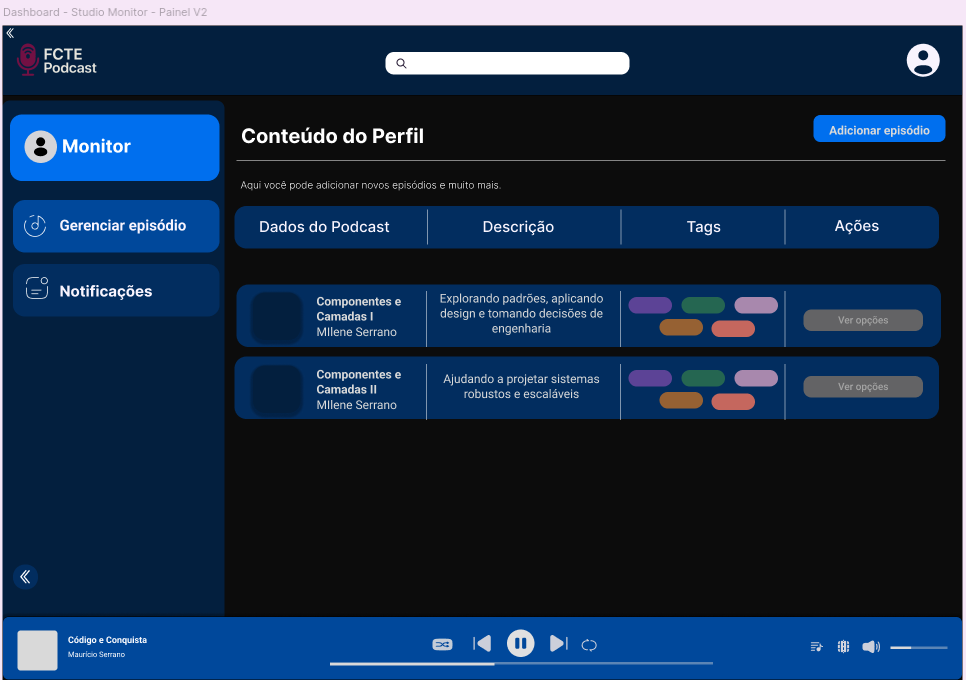 Dashboard - Studio Monitor - Painel V2
FCTE
Podcast
Monitor
Gerenciar episódio
Notificações
Conteúdo do Perfil
Adicionar episódio
Aqui você pode adicionar novos episódios e muito mais.
Dados do Podcast
Descrição
Tags
Ações
Componentes e
Camadas I
MIlene Serrano
Explorando padrões, aplicando
design e tomando decisões de
engenharia
Ver opções
Componentes e
Camadas II
MIlene Serrano
Ajudando a projetar sistemas
robustos e escaláveis
Ver opções
Código e Conquista
Maurício Serrano